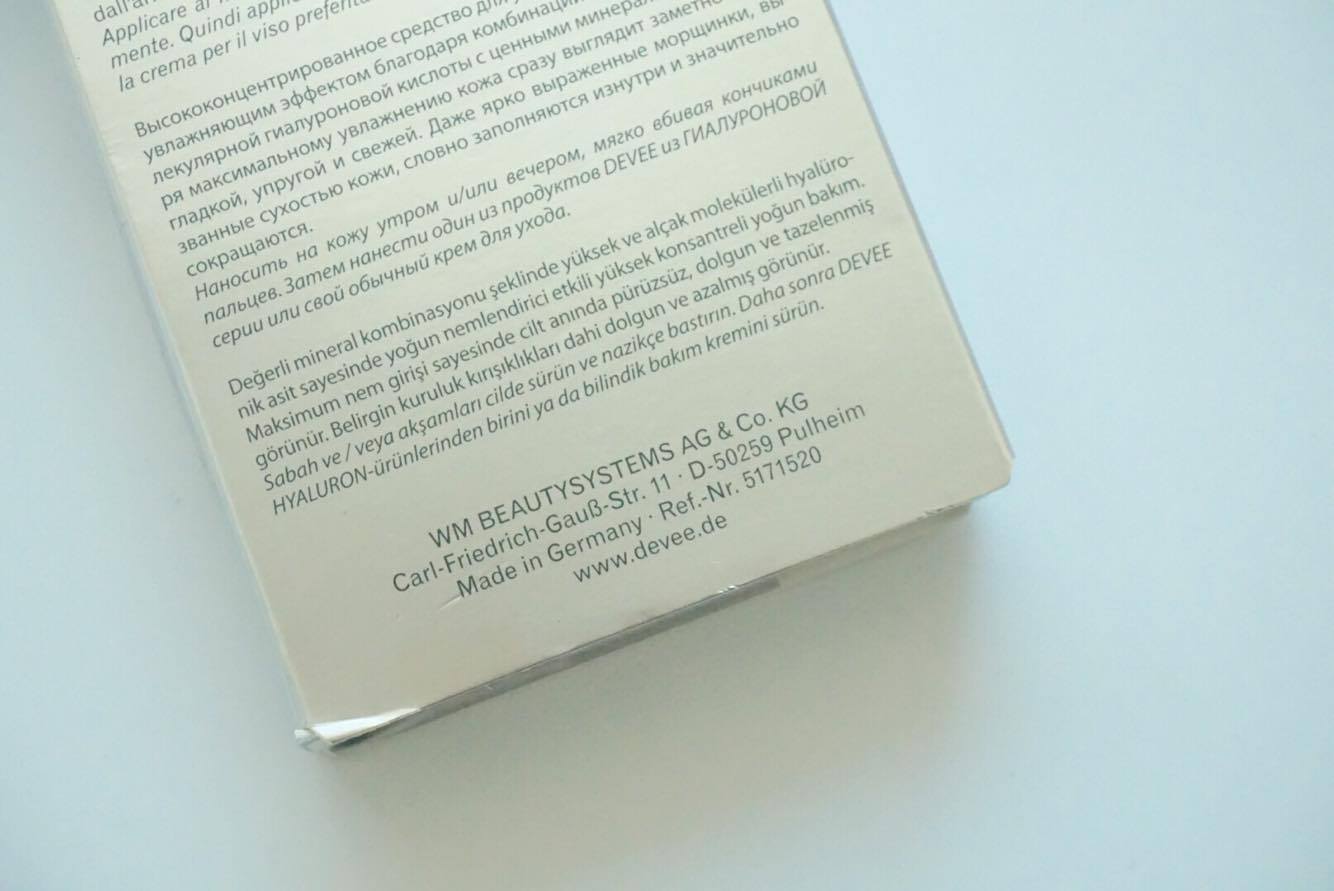 Applicare al
mente. Quindi
la crema per il viso
Высококонцентрированное средство для
увлажняющим эффектом благодаря
лекулярной гиалуроновой кислоты с ценными
ря максимальному увлажнению кожа сразу выглядит
гладкой, упругой и свежей. Даже ярко выраженные морщинки, вы-
званные сухостью кожи, словно заполняются изнутри и значительно
сокращаются.
Наносить на кожу утром и/или вечером, мягко вбивая кончиками
пальцев. Затем нанести один из продуктов DEVEE из ГИАЛУРОНОВОЙ
серии или свой обычный крем для ухода.
Değerli mineral kombinasyonu şeklinde yüksek ve alçak molekülerli hyalüro-
nik asit sayesinde yoğun nemlendirici etkili yüksek konsantreli yoğun bakım.
Maksimum nem girişi sayesinde cilt anında pürüzsüz, dolgun ve tazelenmiş
görünür. Belirgin kuruluk kırışıklıkları dahi dolgun ve azalmış görünür.
Sabah ve / veya akşamları cilde sürün ve nazikçe bastırın. Daha sonra DEVEE
HYALURON-ürünlerinden birini ya da bilindik bakım kremini sürün.
WM BEAUTYSYSTEMS AG & Co. KG
Carl-Friedrich-Gauß-Str. 11 · D-50259 Pulheim
Made in Germany · Ref.-Nr. 5171520
www.devee.de